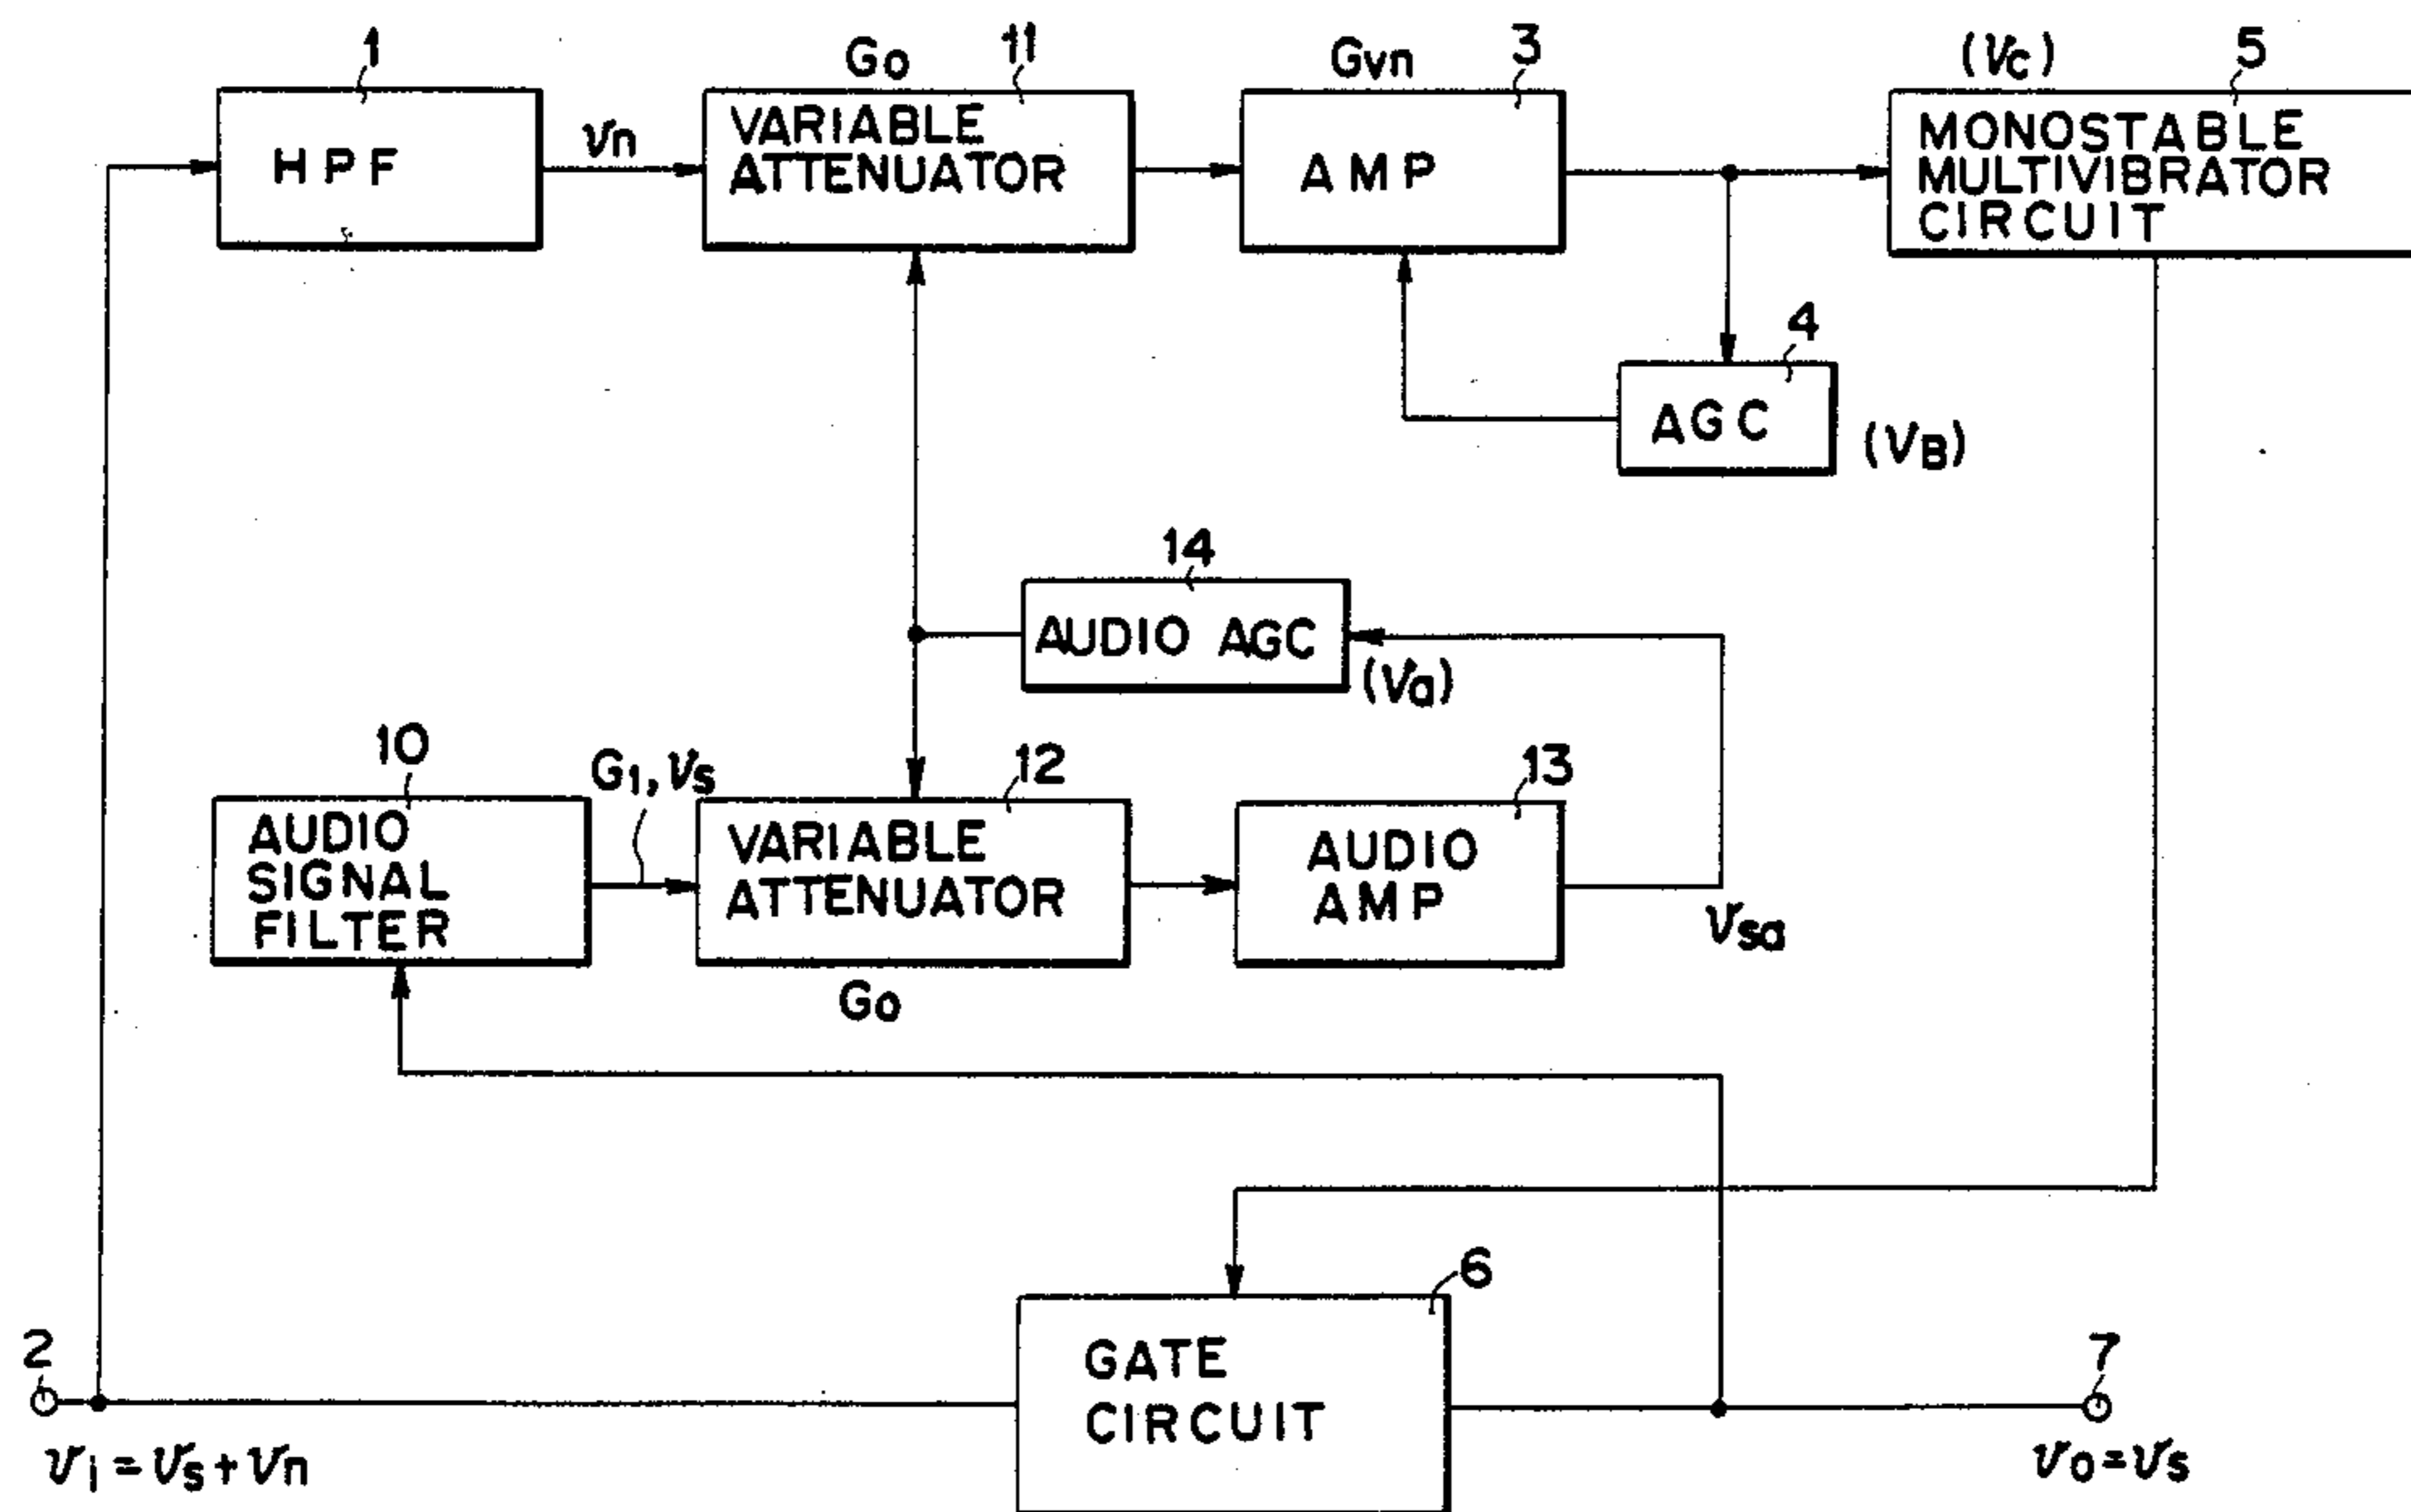 1
Go
11
Gvn
3
(Vc)
5
HPF
vn
VARIABLE
ATTENUATOR
AMP
MONOSTABLE
MULTIVIBRATOR
CIRCUIT
4
AGC
(VB)
14
AUDIO AGC
(Va)
10
G1, Vs
12
13
AUDIO
SIGNAL
FILTER
VARIABLE
ATTENUATOR
AUDIO
AMP
Vsa
Go
6
2
GATE
CIRCUIT
7
vi = vs + vn
vo = vs